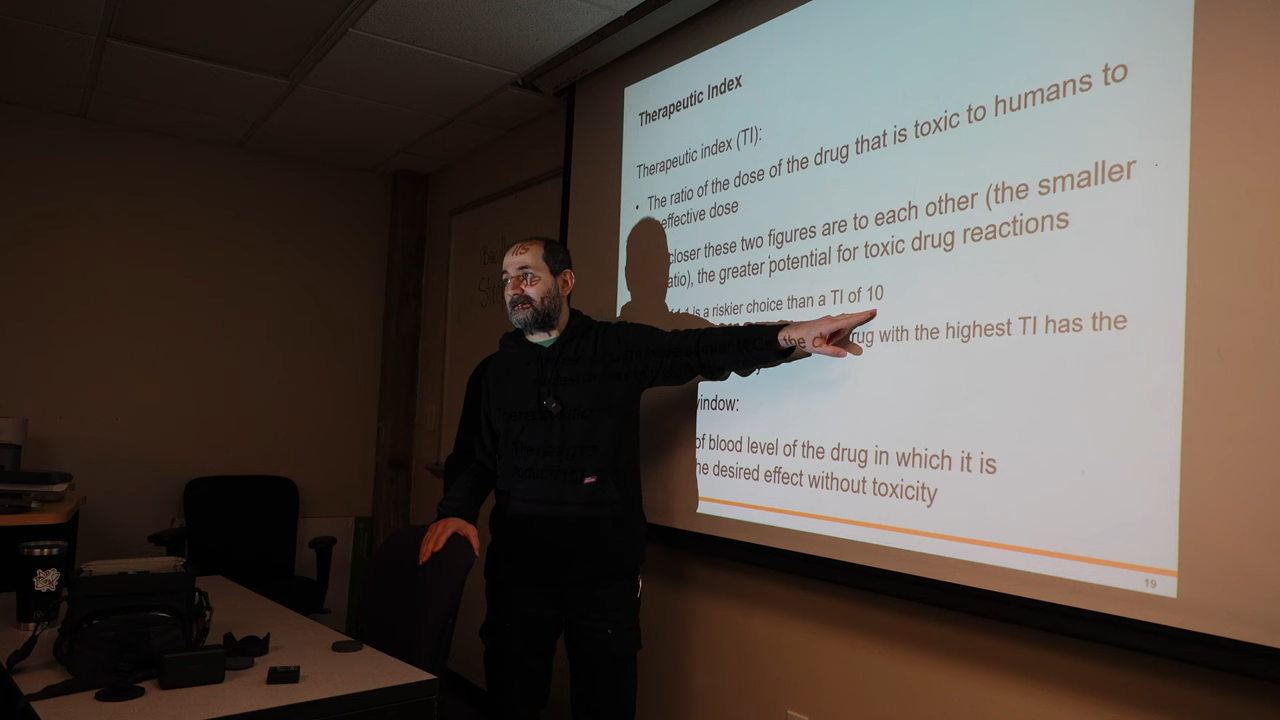 Therapeutic Index
Therapeutic index (TI):
• The ratio of the dose of the drug that is toxic to humans to
effective dose
closer these two figures are to each other (the smaller
atio), the greater potential for toxic drug reactions
is a riskier choice than a TI of 10
the rug with the highest TI has the
indow:
of blood level of the drug in which it is
he desired effect without toxicity
19